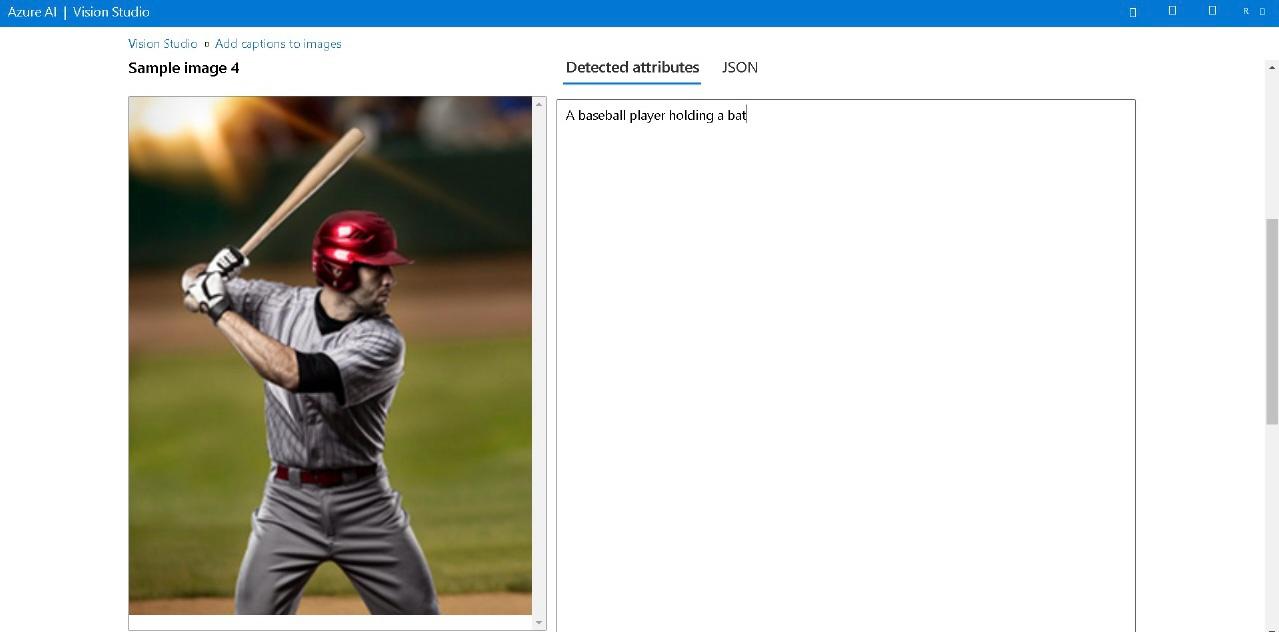 Azure AI | Vision Studio
R
Vision Studio
Add captions to images
Sample image 4
Detected attributes
JSON
A baseball player holding a bat